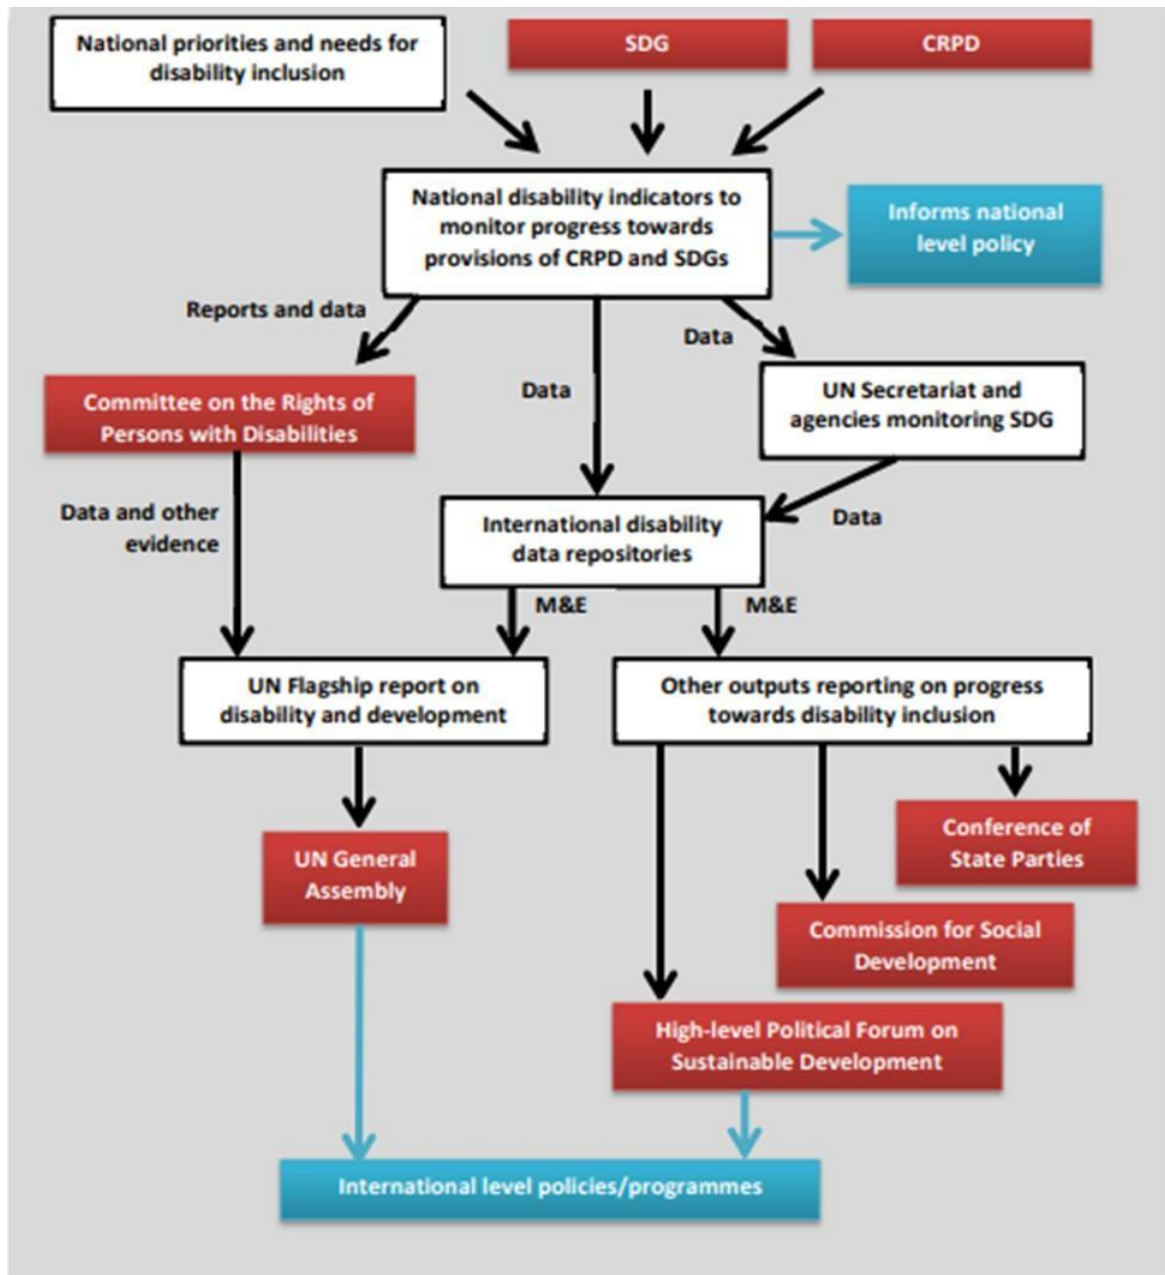 National priorities and needs for
disability inclusion
SDG
CRPD
National disability indicators to
monitor progress towards
provisions of CRPD and SDGs
Informs national
level policy
Reports and data
Data
Data
Committee on the Rights of
Persons with Disabilities
UN Secretariat and
agencies monitoring SDG
Data and other
evidence
International disability
data repositories
Data
M&E
M&E
UN Flagship report on
disability and development
Other outputs reporting on progress
towards disability inclusion
UN General
Assembly
Conference of
State Parties
Commission for Social
Development
High-level Political Forum on
Sustainable Development
International level policies/programmes